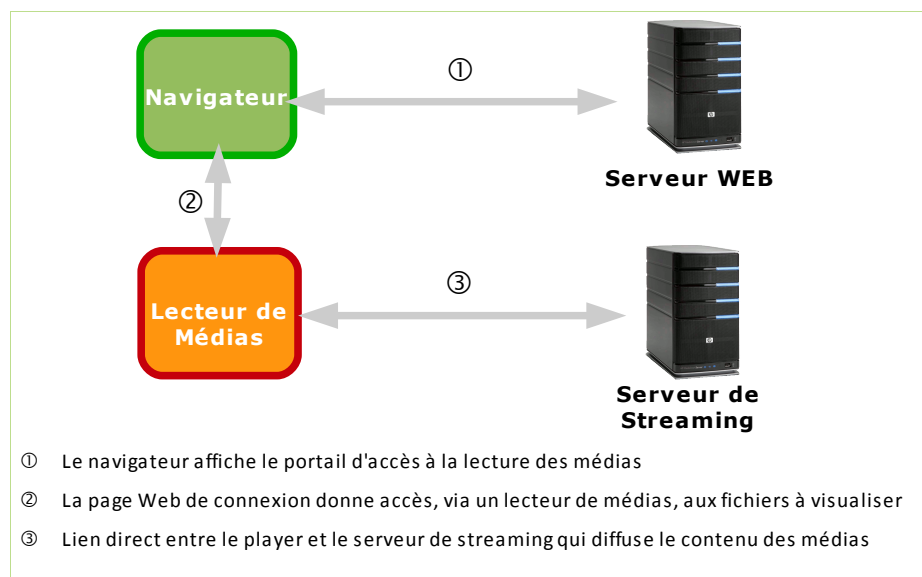 Navigateur
①
Serveur WEB
②
Lecteur de
Médias
③
Serveur de
Streaming
① Le navigateur affiche le portail d'accès à la lecture des médias
② La page Web de connexion donne accès, via un lecteur de médias, aux fichiers à visualiser
③ Lien direct entre le player et le serveur de streaming qui diffuse le contenu des médias